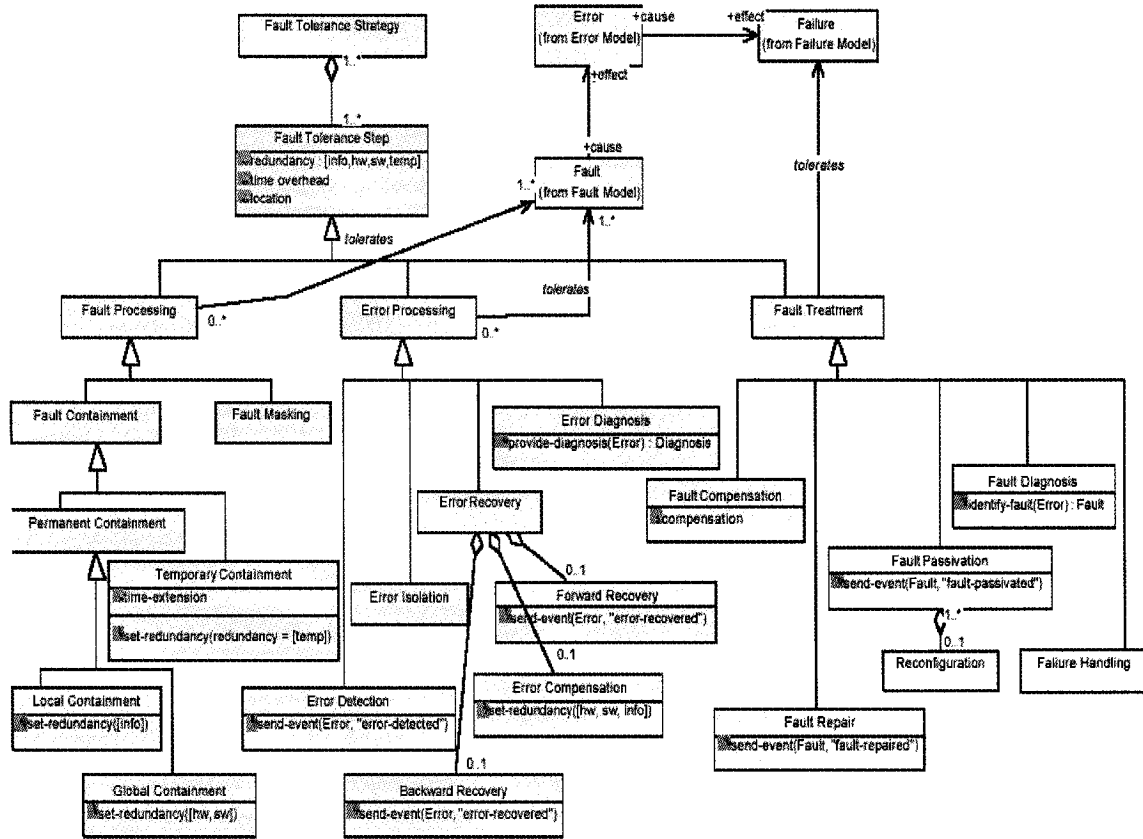 Fault Tolerance Strategy
Error
(from Error Model)
+cause
+effect
Failure
(from Failure Model)
1..*
+effect
1..*
Fault Tolerance Step
redundancy : [info,hw,sw,temp]
time overhead
location
+cause
Fault
(from Fault Model)
1..*
1..*
tolerates
tolerates
tolerates
Fault Processing
0..*
Error Processing
0..*
Fault Treatment
Fault Containment
Fault Masking
Error Diagnosis
provide-diagnosis(Error) : Diagnosis
Permanent Containment
Error Recovery
Fault Compensation
compensation
Fault Diagnosis
identify-fault(Error) : Fault
Temporary Containment
time-extension
set-redundancy(redundancy = [temp])
Error Isolation
0..1
Forward Recovery
send-event(Error, "error-recovered")
Fault Passivation
send-event(Fault, "fault-passivated")
1..*
0..1
Reconfiguration
Failure Handling
0..1
Local Containment
set-redundancy([info])
Error Detection
send-event(Error, "error-detected")
Error Compensation
set-redundancy([hw, sw, info])
Fault Repair
send-event(Fault, "fault-repaired")
0..1
Global Containment
set-redundancy([hw, sw])
Backward Recovery
send-event(Error, "error-recovered")